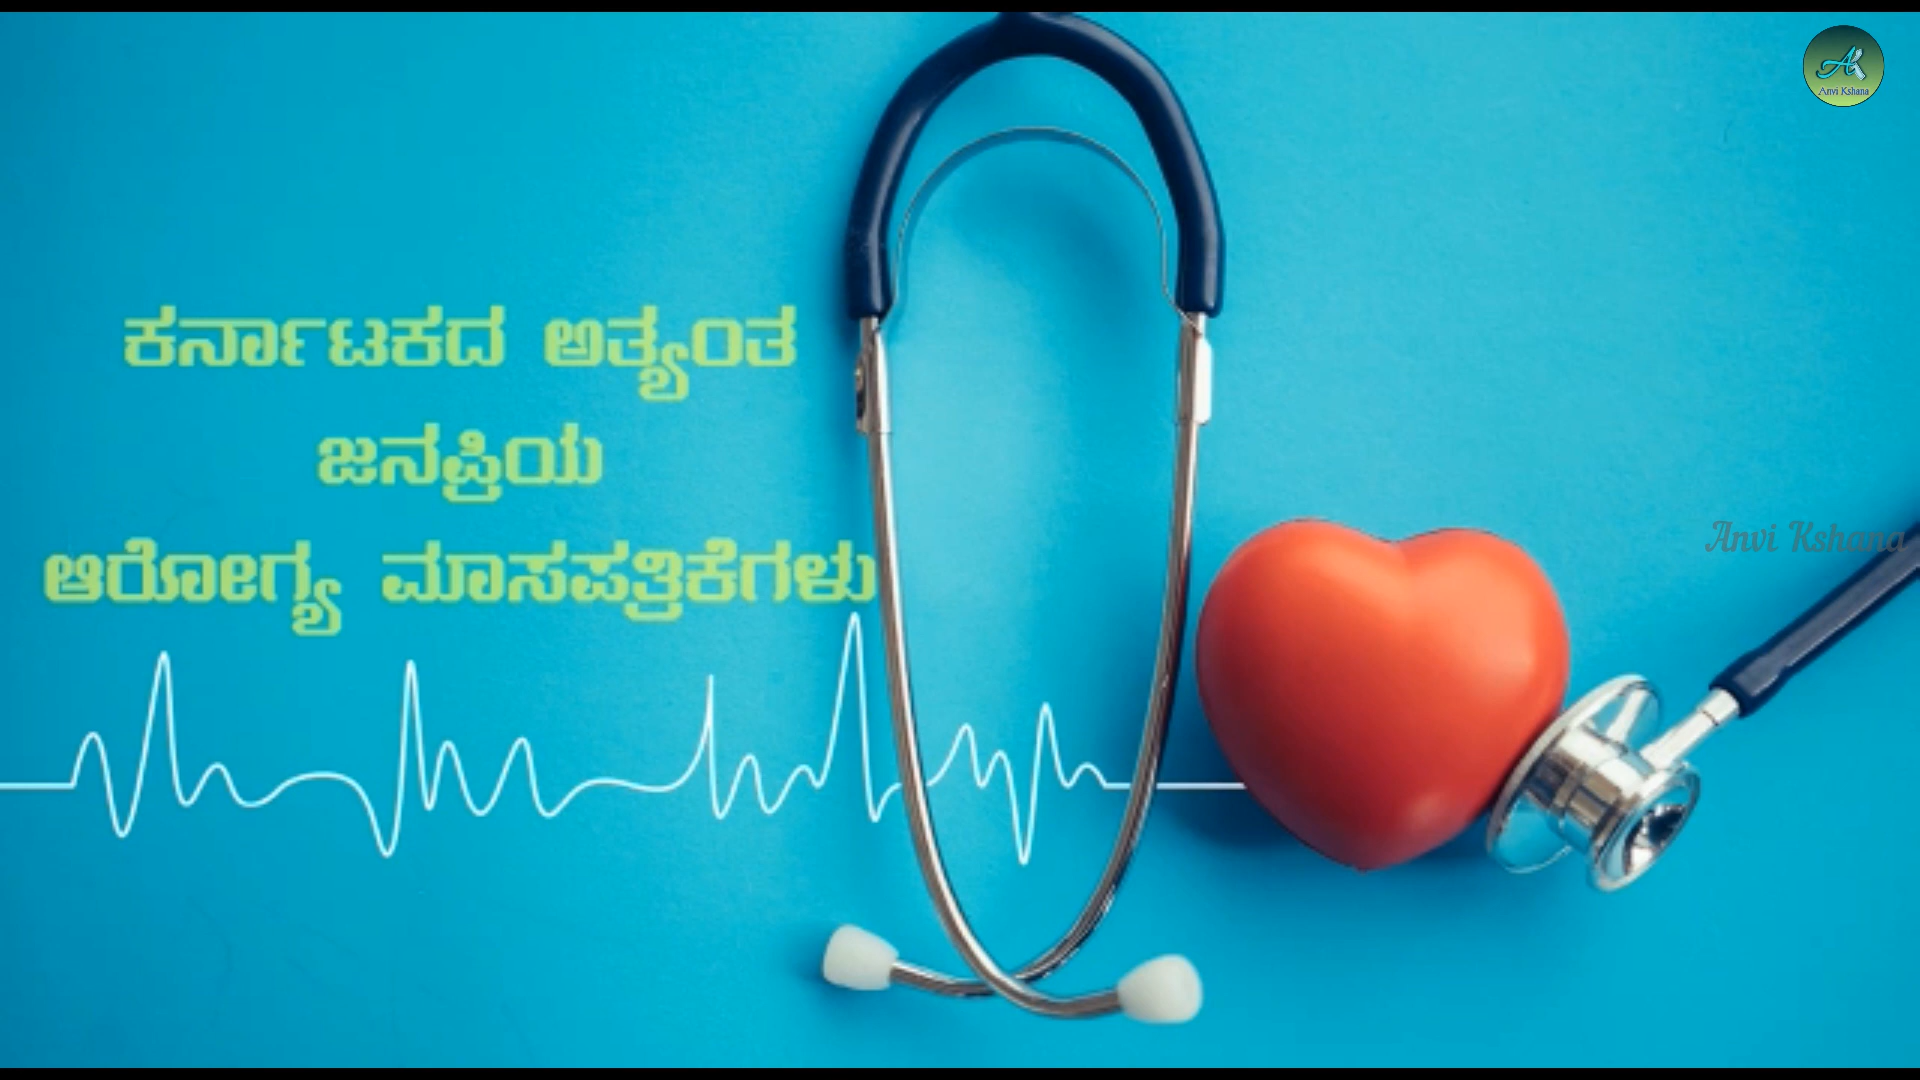 ಕರ್ನಾಟಕದ ಅತ್ಯಂತ
ಜನಪ್ರಿಯ
ಆರೋಗ್ಯ ಮಾಸಪತ್ರಿಕೆಗಳು
Anvi Kshana
Anvi Kshana